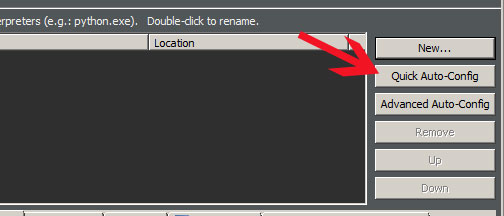 erpreters (e.g.: python.exe).   Double-click to rename.
Location
New...
Quick Auto-Config
Advanced Auto-Config
Remove
Up
Down